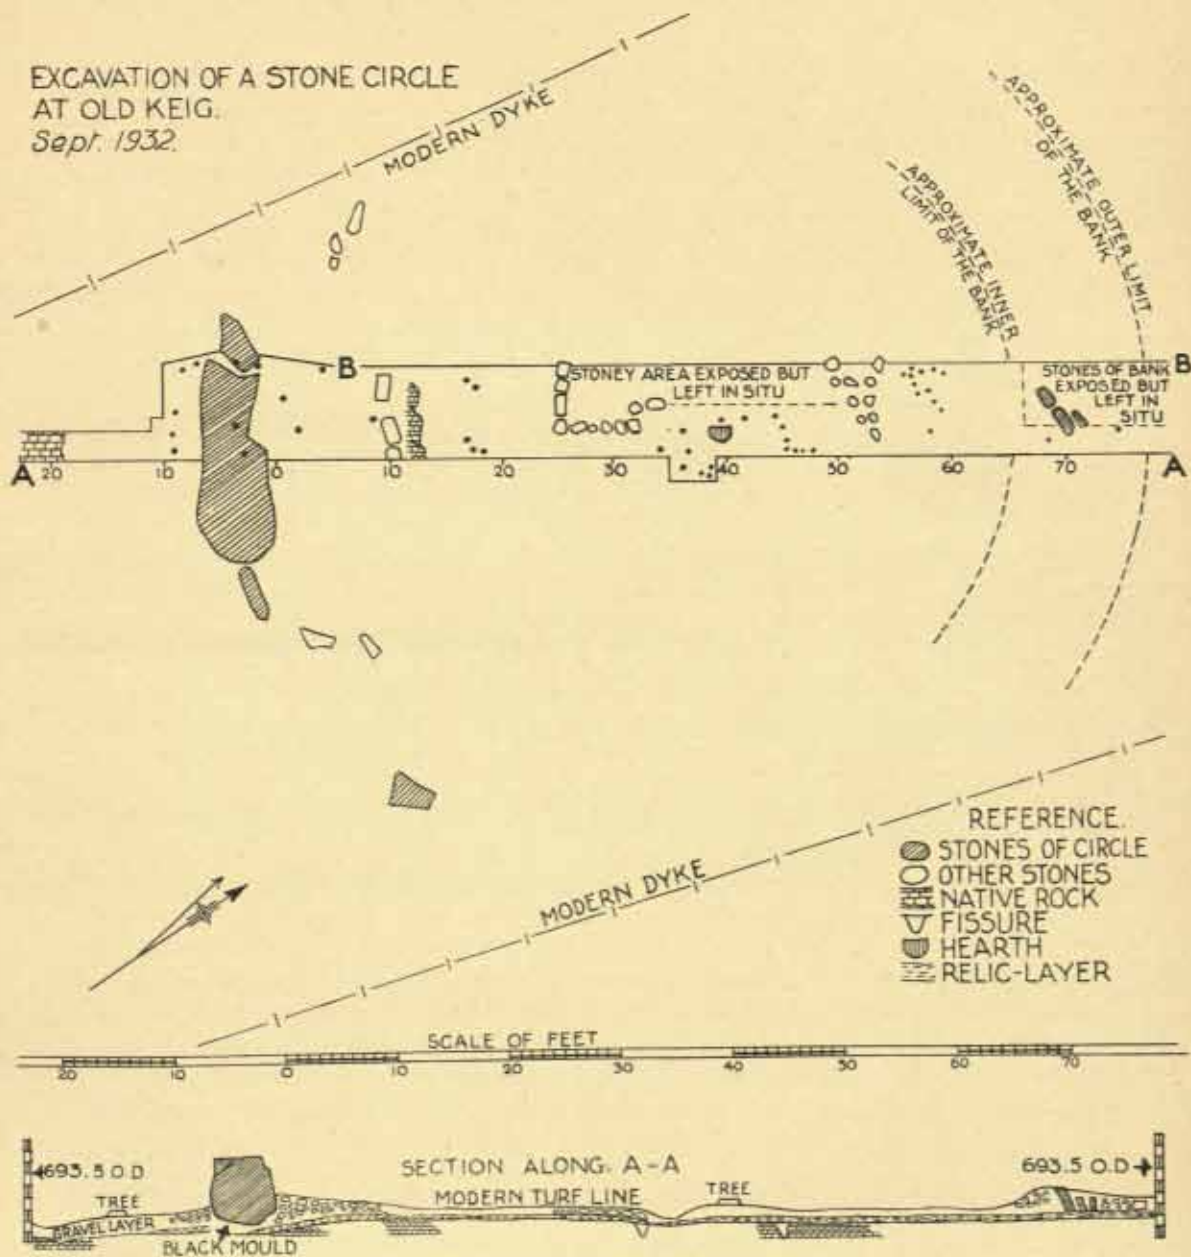 EXCAVATION OF A STONE CIRCLE
AT OLD KEIG.
Sept. 1932.
MODERN DYKE
APPROXIMATE OUTER LIMIT
OF THE BANK
APPROXIMATE INNER
LIMIT OF THE BANK
B
B
STONEY AREA EXPOSED BUT
LEFT IN SITU
STONES OF BANK
EXPOSED BUT
LEFT IN
SITU
A 20 10 0 10 20 30 40 50 60 70 A
MODERN DYKE
REFERENCE.
STONES OF CIRCLE
OTHER STONES
NATIVE ROCK
FISSURE
HEARTH
RELIC-LAYER
SCALE OF FEET
20 10 0 10 20 30 40 50 60 70
693.5 O D
SECTION ALONG. A-A
693.5 O.D
TREE
MODERN TURF LINE
TREE
GRAVEL LAYER
BLACK MOULD